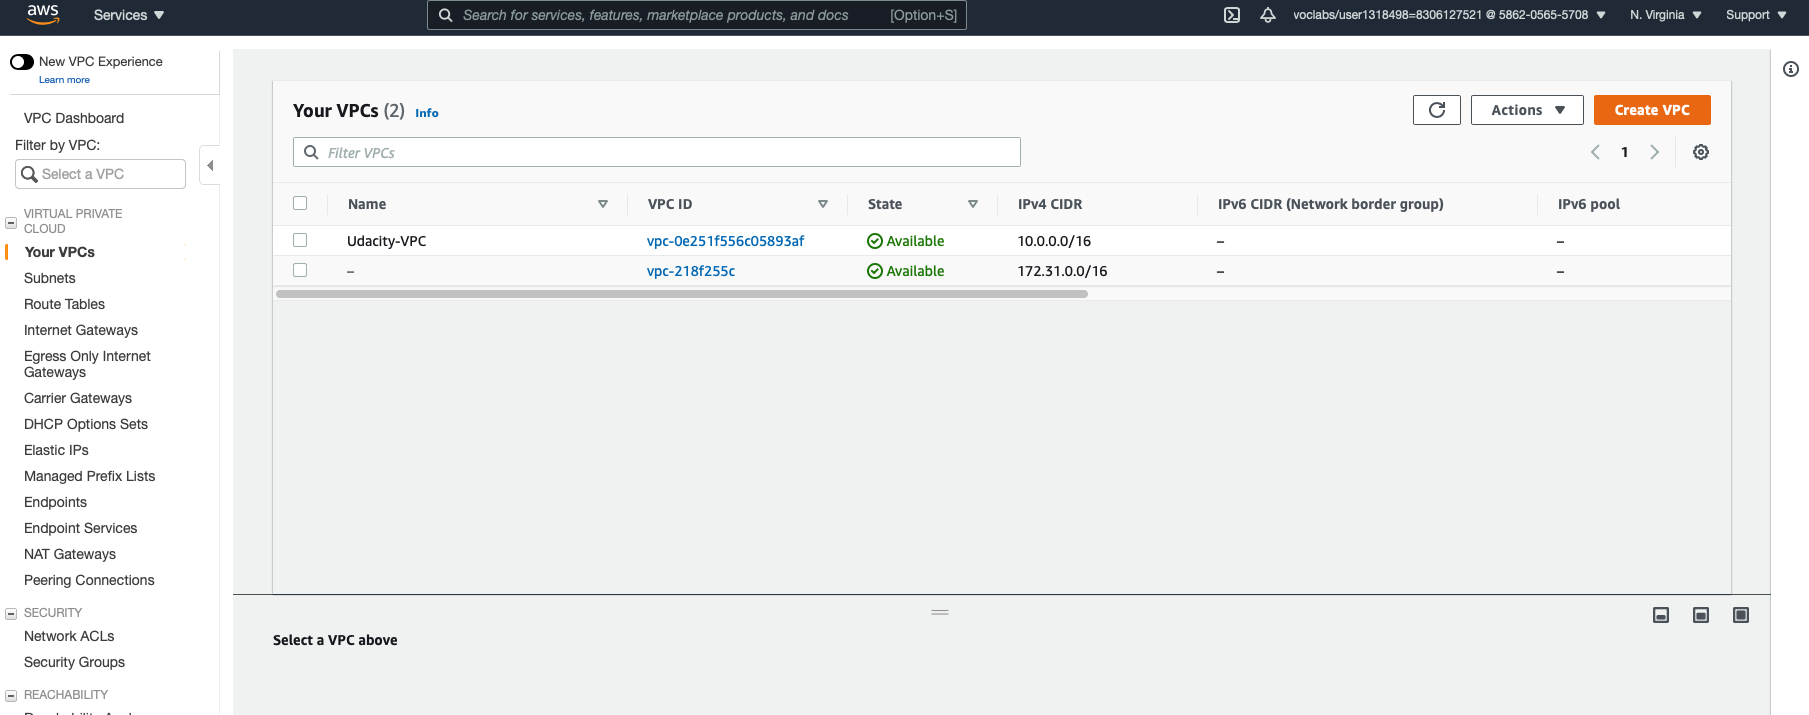 aws
Services
Search for services, features, marketplace products, and docs [Option+S]
voclabs/user1318498=8306127521 @ 5862-0565-5708
N. Virginia
Support
New VPC Experience
Learn more
VPC Dashboard
Filter by VPC:
Select a VPC
VIRTUAL PRIVATE
CLOUD
Your VPCs
Subnets
Route Tables
Internet Gateways
Egress Only Internet
Gateways
Carrier Gateways
DHCP Options Sets
Elastic IPs
Managed Prefix Lists
Endpoints
Endpoint Services
NAT Gateways
Peering Connections
SECURITY
Network ACLs
Security Groups
REACHABILITY
Your VPCs (2) Info
Actions
Create VPC
Filter VPCs
1
Name VPC ID State IPv4 CIDR IPv6 CIDR (Network border group) IPv6 pool
Udacity-VPC vpc-0e251f556c05893af Available 10.0.0.0/16 – –
– vpc-218f255c Available 172.31.0.0/16 – –
Select a VPC above